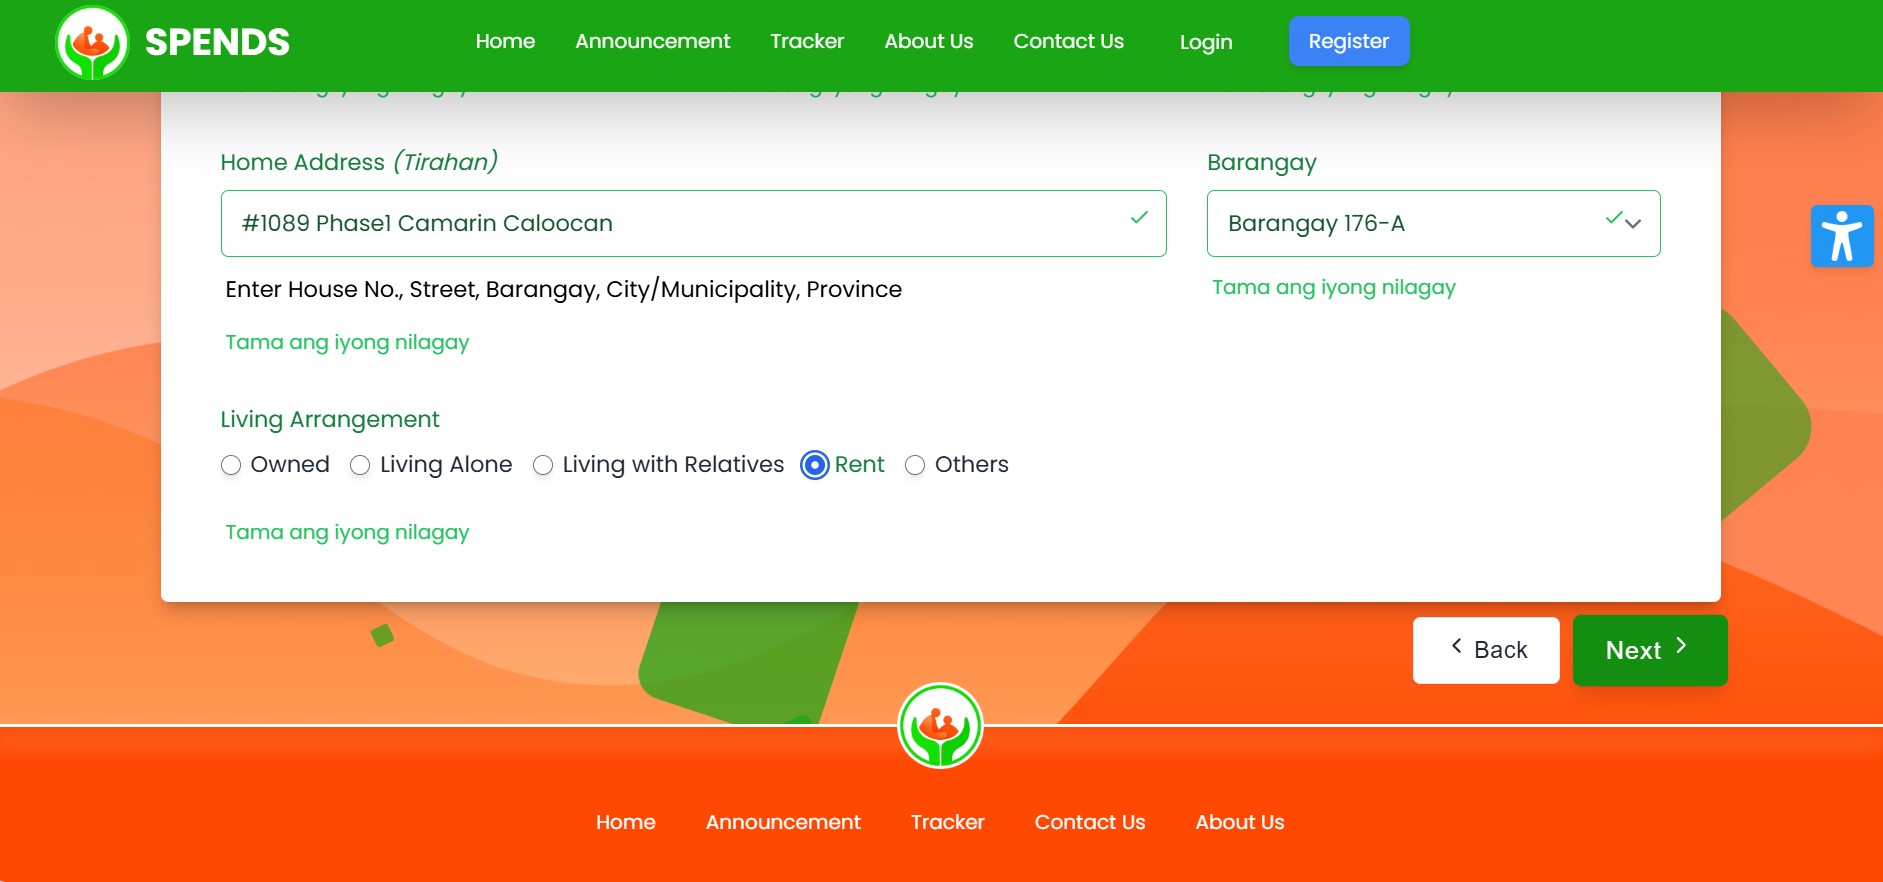 SPENDS
Home Announcement Tracker About Us Contact Us Login Register
Home Address (Tirahan)
Barangay
#1089 Phase1 Camarin Caloocan
Barangay 176-A
Enter House No., Street, Barangay, City/Municipality, Province
Tama ang iyong nilagay
Tama ang iyong nilagay
Living Arrangement
Owned Living Alone Living with Relatives Rent Others
Tama ang iyong nilagay
Back
Next
Home Announcement Tracker Contact Us About Us